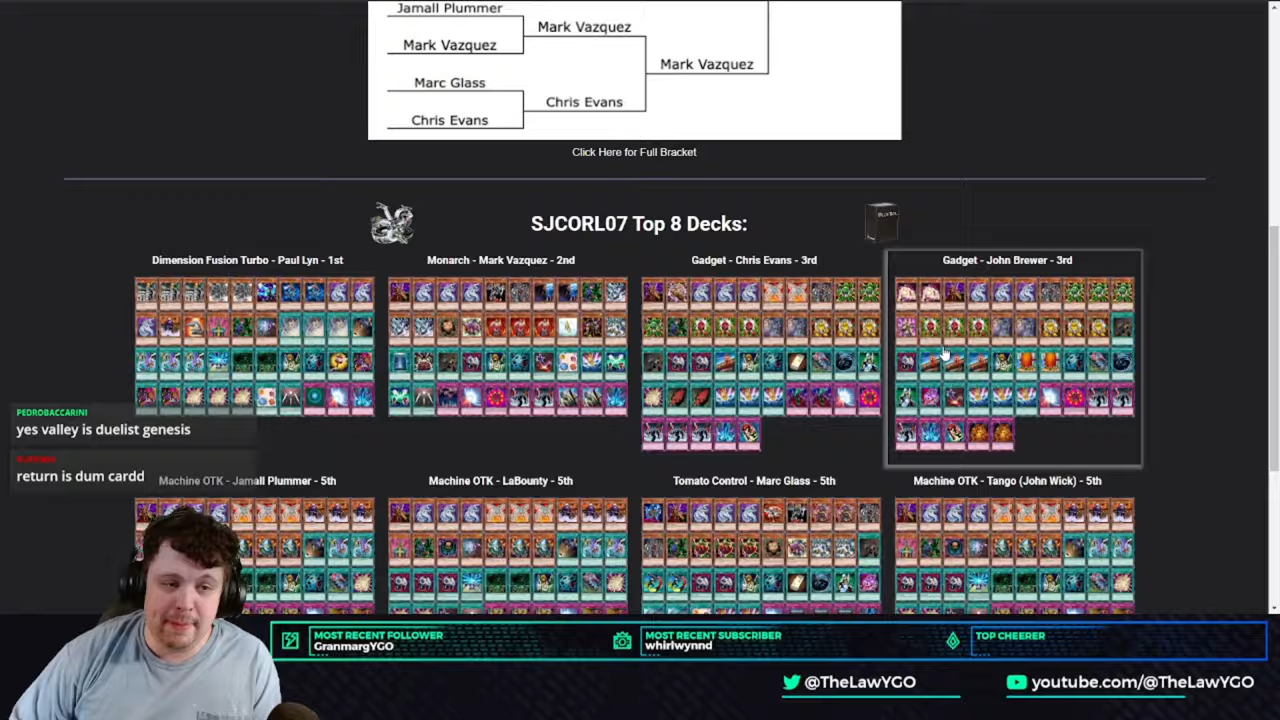 Jamall Plummer
Mark Vazquez
Mark Vazquez
Mark Vazquez
Marc Glass
Chris Evans
Chris Evans
Click Here for Full Bracket
SJCORL07 Top 8 Decks:
Dimension Fusion Turbo - Paul Lyn - 1st
Monarch - Mark Vazquez - 2nd
Gadget - Chris Evans - 3rd
Gadget - John Brewer - 3rd
PEDROBACCARINI
yes valley is duelist genesis
return is dum cardd
Machine OTK - Jamall Plummer - 5th
Machine OTK - LaBounty - 5th
Tomato Control - Marc Glass - 5th
Machine OTK - Tango (John Wick) - 5th
MOST RECENT FOLLOWER
GranmargYGO
MOST RECENT SUBSCRIBER
whirlwynnd
TOP CHEERER
@TheLawYGO
youtube.com/@TheLawYGO